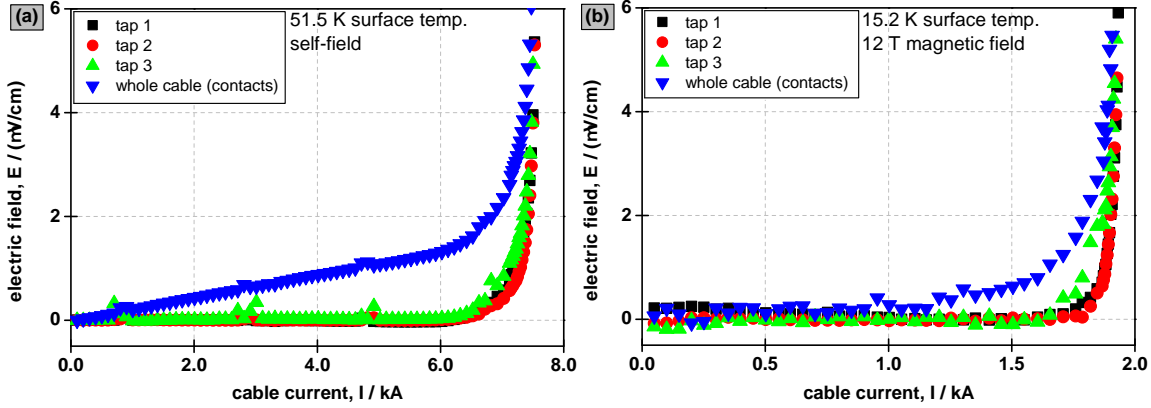 (a)
51.5 K surface temp.
self-field
tap 1
tap 2
tap 3
whole cable (contacts)
electric field, E / (nV/cm)
6
4
2
0
0.0
2.0
4.0
6.0
8.0
cable current, I / kA
(b)
15.2 K surface temp.
12 T magnetic field
tap 1
tap 2
tap 3
whole cable (contacts)
electric field, E / (nV/cm)
6
4
2
0
0.0
0.5
1.0
1.5
2.0
cable current, I / kA